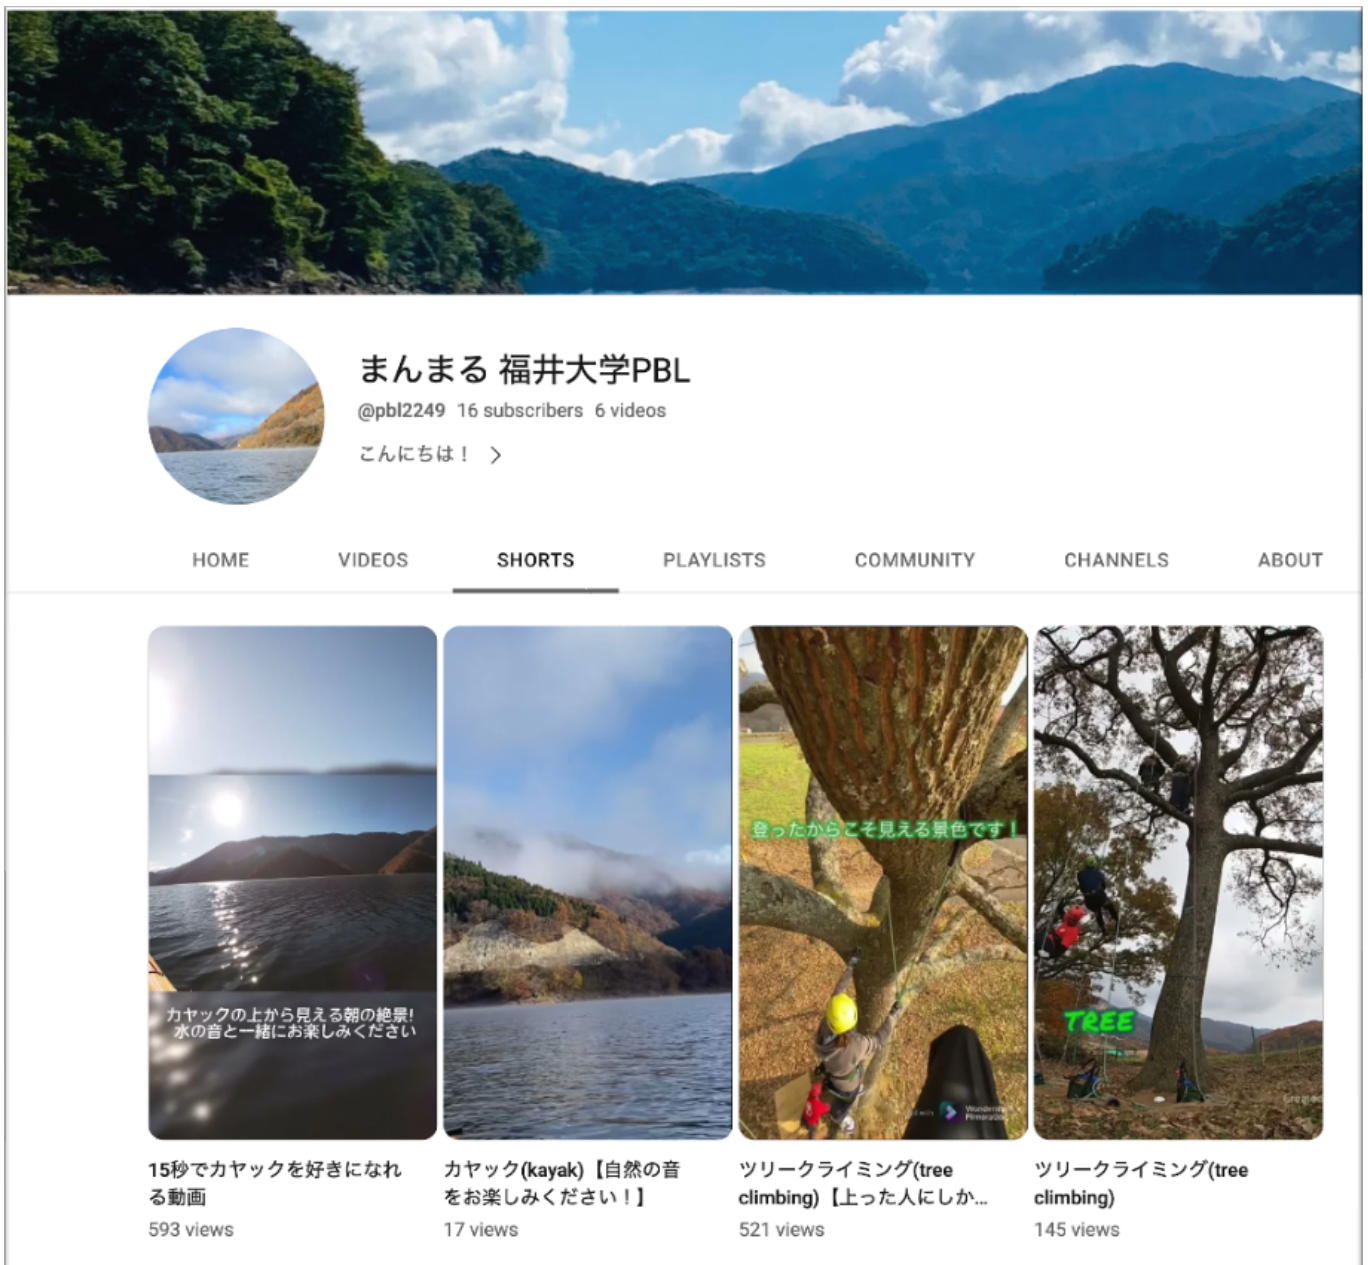 まんまる 福井大学PBL
@pbl2249 16 subscribers 6 videos
こんにちは！
HOME VIDEOS SHORTS PLAYLISTS COMMUNITY CHANNELS ABOUT
カヤックの上から見える朝の絶景!
水の音と一緒にお楽しみください
登ったからこそ見える景色です！
TREE
Created
15秒でカヤックを好きになれ
る動画
593 views
カヤック(kayak)【自然の音
をお楽しみください！】
17 views
ツリークライミング(tree
climbing)【上った人にしか...
521 views
ツリークライミング(tree
climbing)
145 views